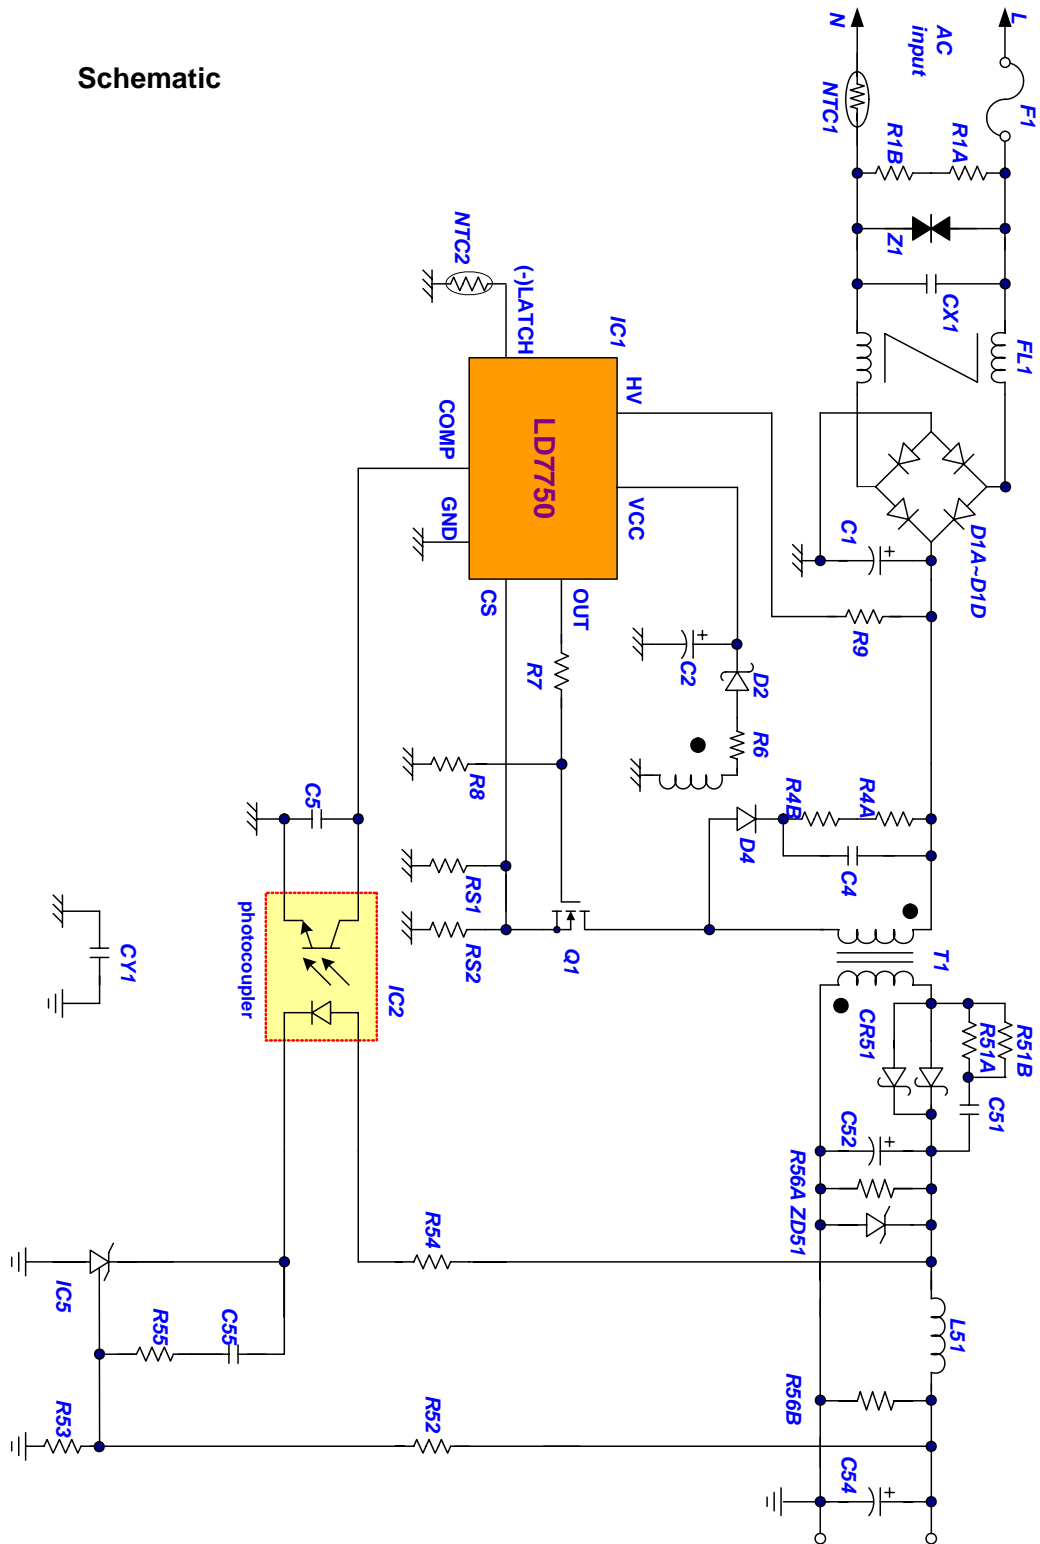 Schematic
L
N
AC
input
F1
NTC1
R1A
R1B
Z1
CX1
FL1
D1A~D1D
C1
R9
NTC2
(-)LATCH
IC1
HV
VCC
LD7750
COMP
GND
CS
OUT
R7
C2
D2
R6
R8
R4A
R4B
C4
D4
C5
RS1
RS2
Q1
T1
IC2
photocoupler
CY1
CR51
R51B
R51A
C51
C52
R56A
ZD51
R54
L51
IC5
R55
C55
R56B
R53
R52
C54
+
+
+
+